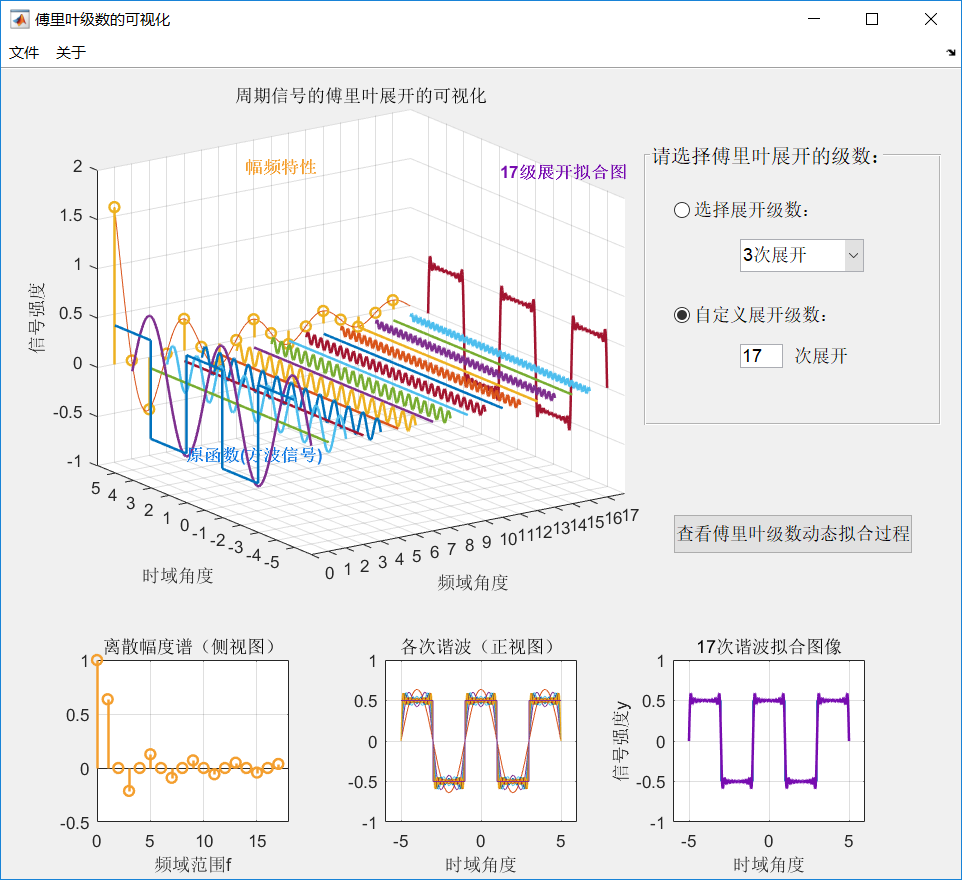 傅里叶级数的可视化
文件 关于
周期信号的傅里叶展开的可视化
幅频特性
17级展开拟合图
原函数(方波信号)
信号强度
2
1.5
1
0.5
0
-0.5
-1
5 4 3 2 1 0 -1 -2 -3 -4 -5
时域角度
0 1 2 3 4 5 6 7 8 9 10 11 12 13 14 15 16 17
频域角度
请选择傅里叶展开的级数:
选择展开级数:
3次展开
自定义展开级数:
17 次展开
查看傅里叶级数动态拟合过程
离散幅度谱（侧视图）
1
0.5
0
-0.5
0 5 10 15
频域范围f
各次谐波（正视图）
1
0.5
0
-0.5
-1
-5 0 5
时域角度
17次谐波拟合图像
信号强度y
1
0.5
0
-0.5
-1
-5 0 5
时域角度